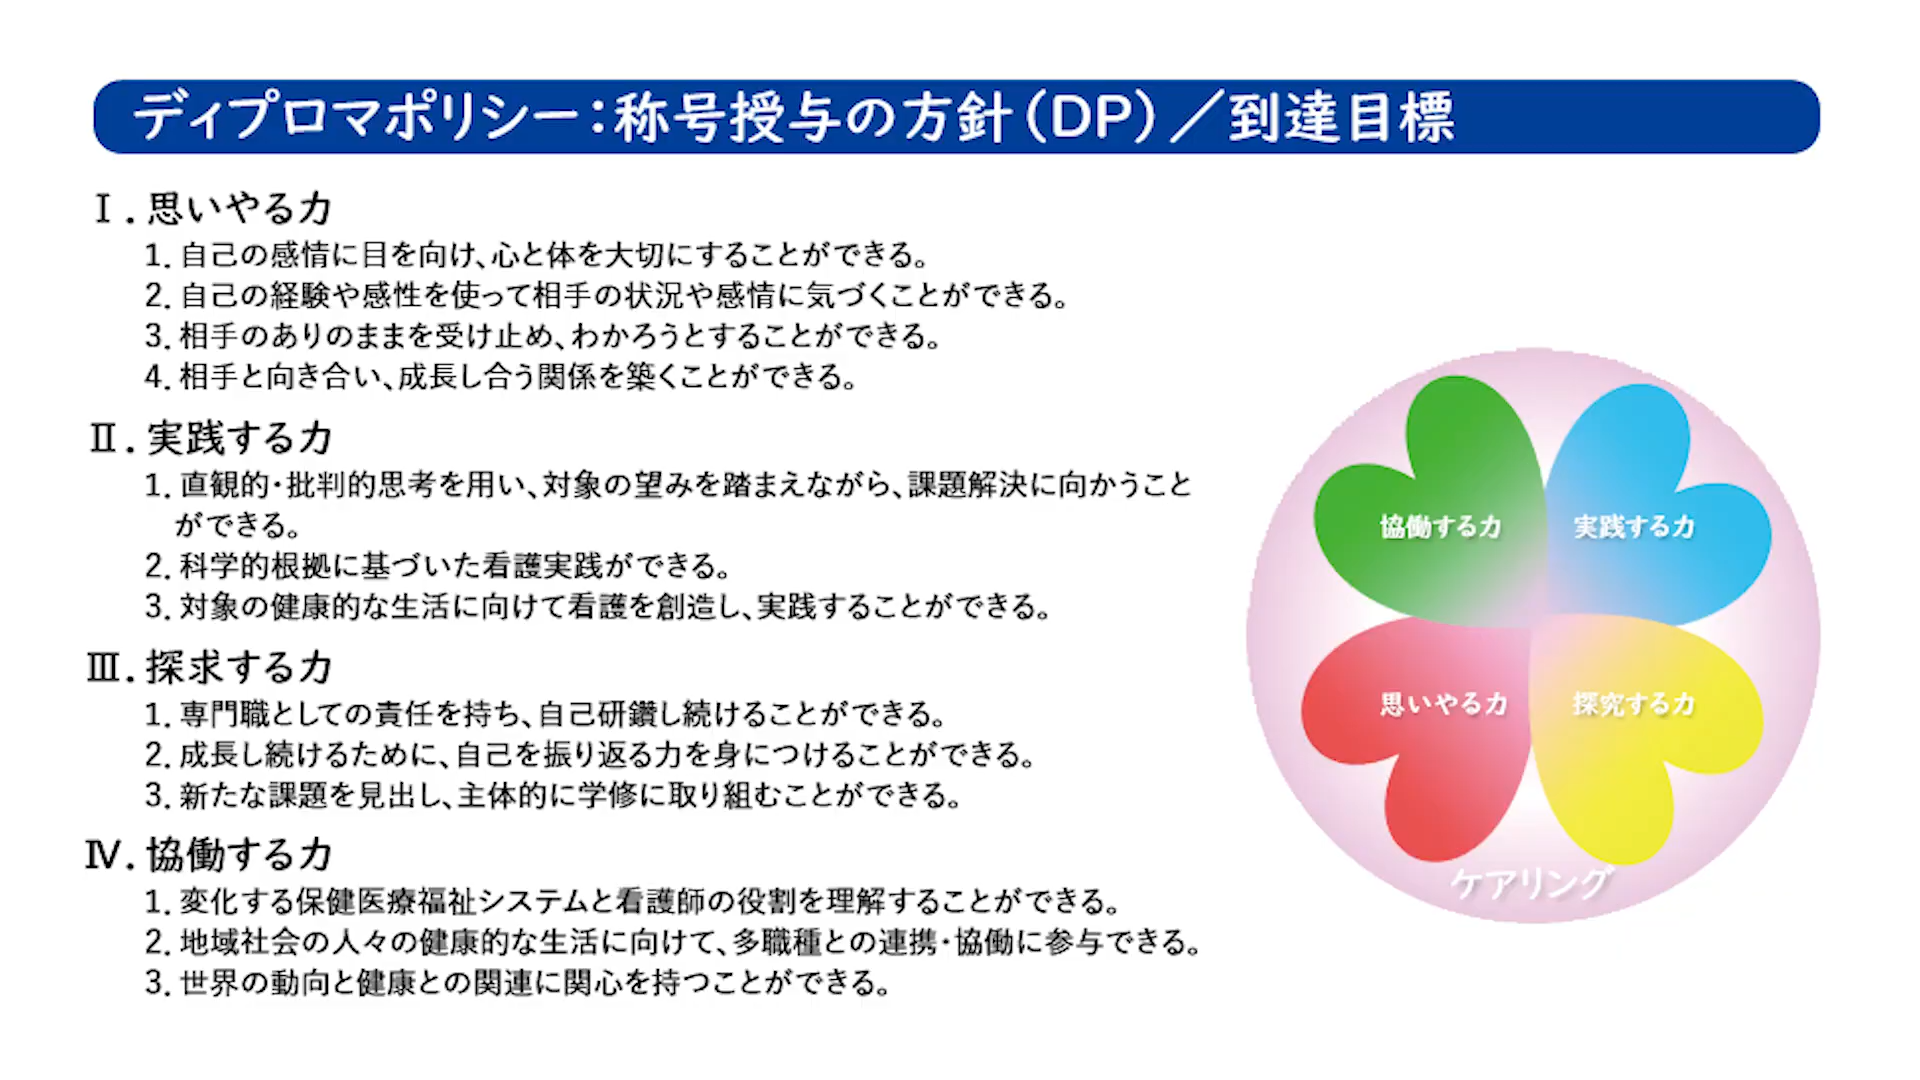 ディプロマポリシー：称号授与の方針（DP）／到達目標
Ⅰ．思いやる力
1．自己の感情に目を向け、心と体を大切にすることができる。
2．自己の経験や感性を使って相手の状況や感情に気づくことができる。
3．相手のありのままを受け止め、わかろうとすることができる。
4．相手と向き合い、成長し合う関係を築くことができる。
Ⅱ．実践する力
1．直観的・批判的思考を用い、対象の望みを踏まえながら、課題解決に向かうこと
ができる。
2．科学的根拠に基づいた看護実践ができる。
3．対象の健康的な生活に向けて看護を創造し、実践することができる。
Ⅲ．探求する力
1．専門職としての責任を持ち、自己研鑽し続けることができる。
2．成長し続けるために、自己を振り返る力を身につけることができる。
3．新たな課題を見出し、主体的に学修に取り組むことができる。
Ⅳ．協働する力
1．変化する保健医療福祉システムと看護師の役割を理解することができる。
2．地域社会の人々の健康的な生活に向けて、多職種との連携・協働に参与できる。
3．世界の動向と健康との関連に関心を持つことができる。
協働する力
実践する力
思いやる力
探究する力
ケアリング